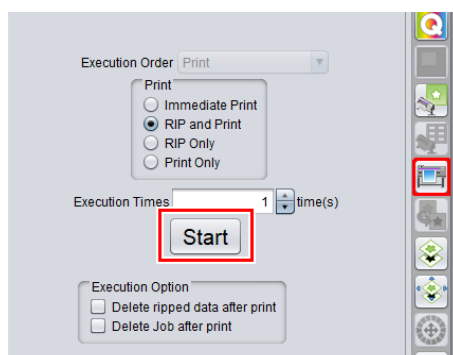 Execution Order Print
Print
Immediate Print
RIP and Print
RIP Only
Print Only
Execution Times 1 time(s)
Start
Execution Option
Delete ripped data after print
Delete Job after print